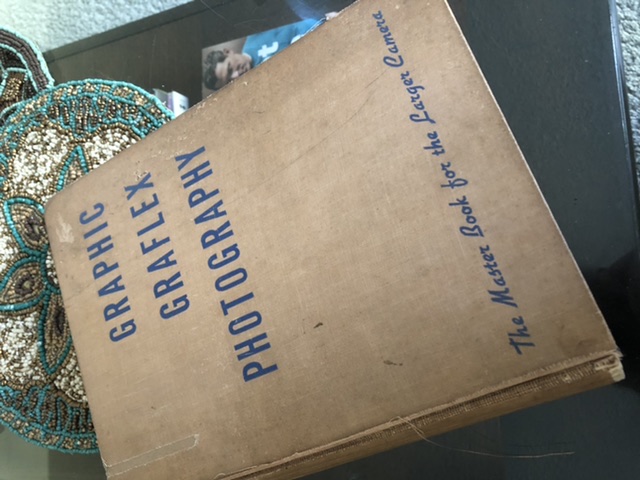 GRAPHIC
GRAFLEX
PHOTOGRAPHY
The Master Book for the Larger Camera